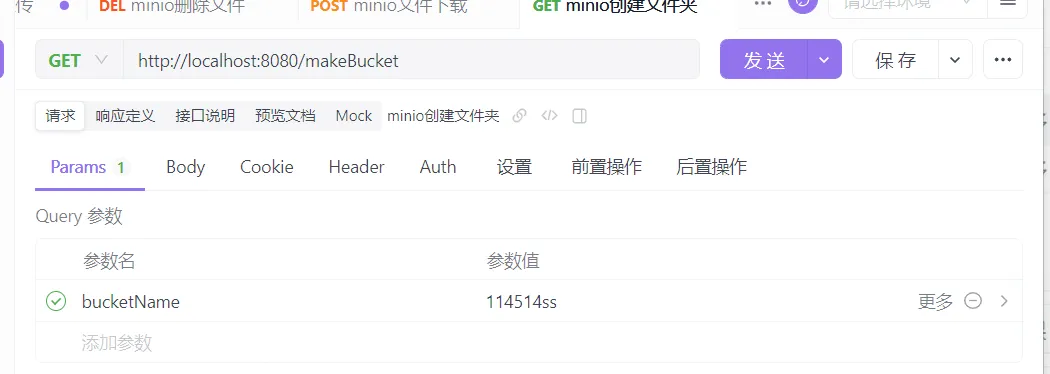 传 DEL minio删除文件 POST minio文件下载 GET minio创建文件夹 ••• 请选择环境
GET http://localhost:8080/makeBucket 发送 保存 •••
请求 响应定义 接口说明 预览文档 Mock minio创建文件夹
Params 1 Body Cookie Header Auth 设置 前置操作 后置操作
Query 参数
参数名 参数值
bucketName 114514ss 更多
添加参数